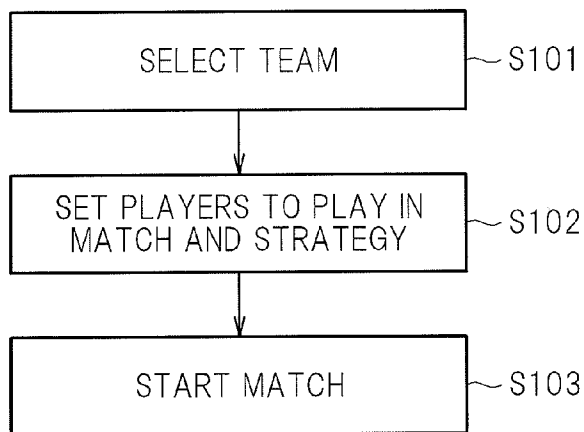 SELECT TEAM
S101
SET PLAYERS TO PLAY IN
MATCH AND STRATEGY
S102
START MATCH
S103